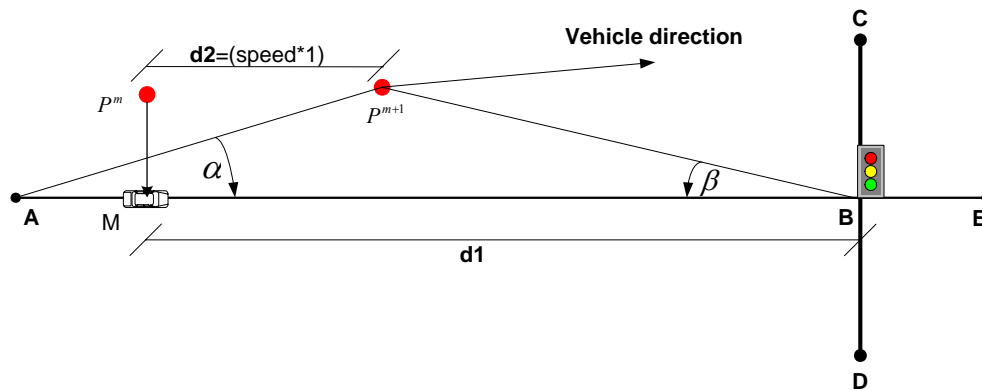 C
d2=(speed*1)
Vehicle direction
P^m
P^{m+1}
α
β
A
M
B
E
d1
D